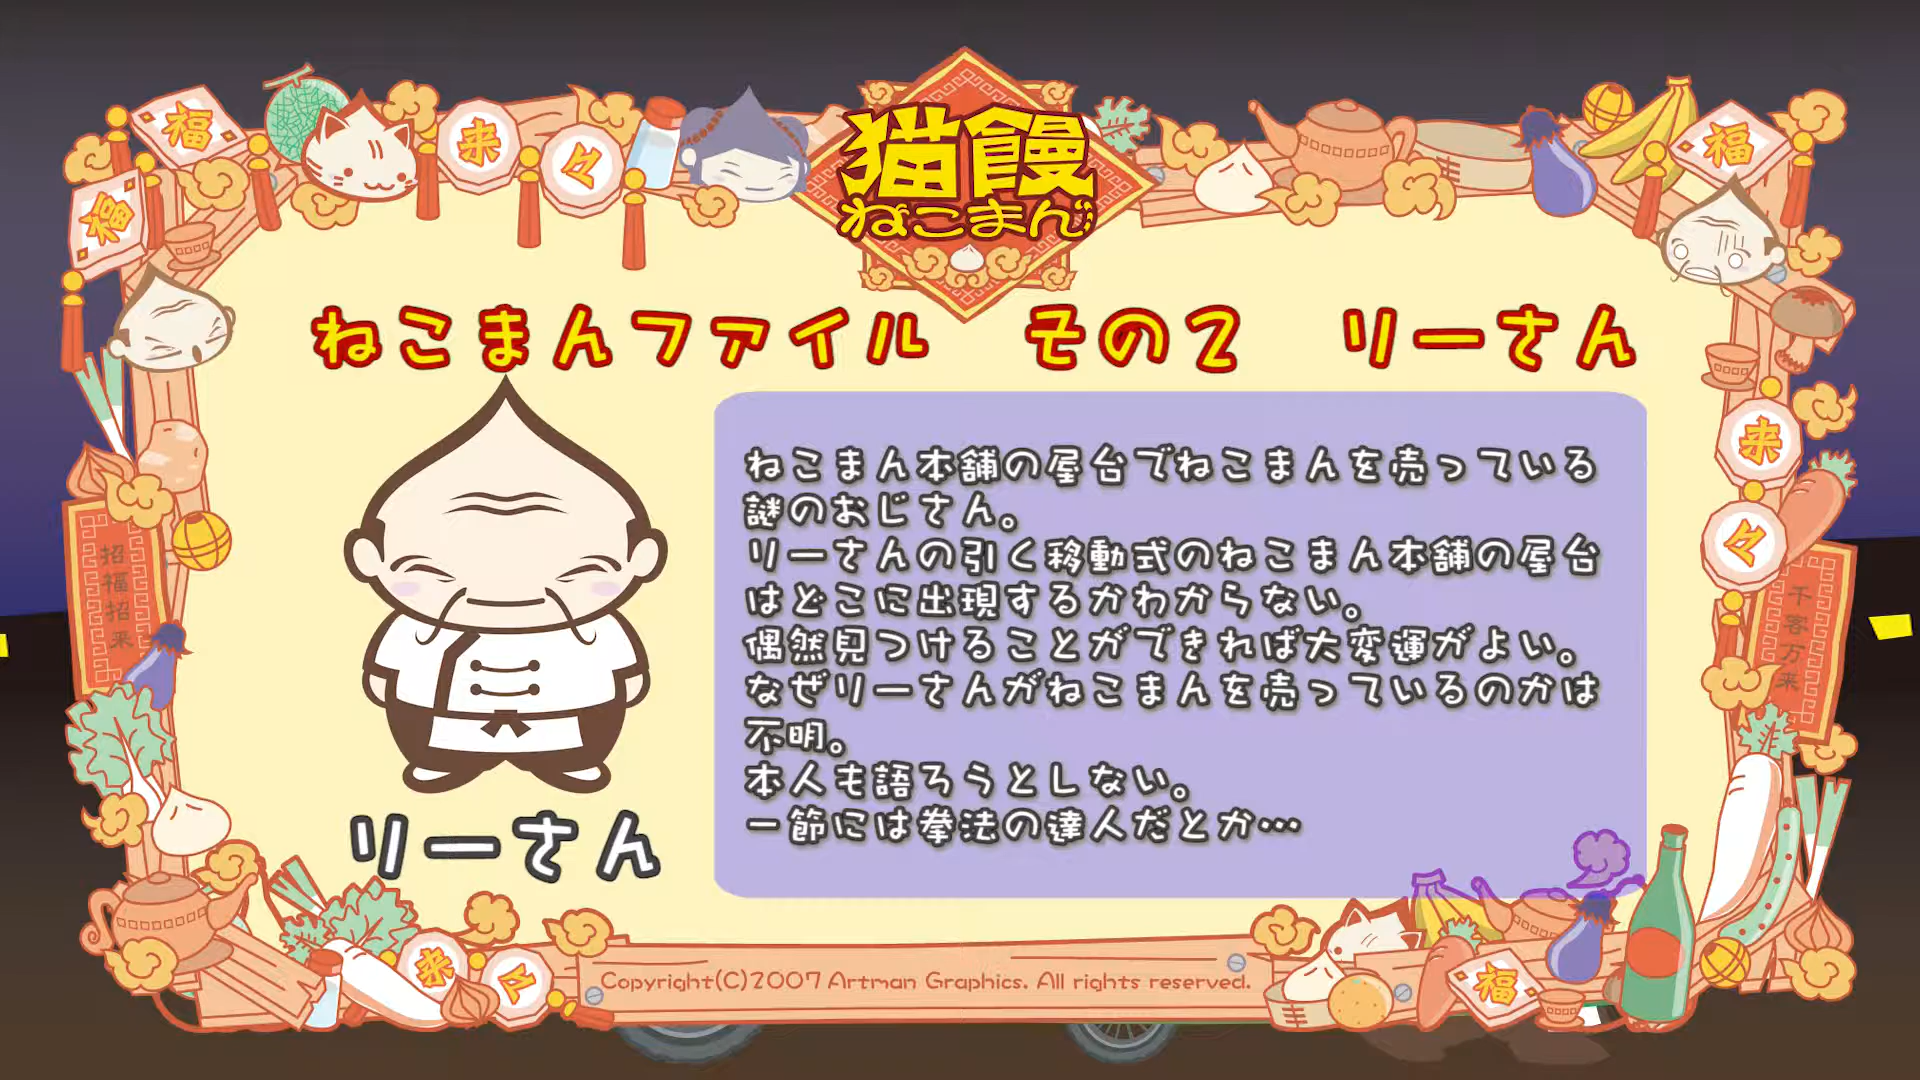 福
来
々
猫饅
ねこまん
福
福
ねこまんファイル その2 リーさん
来
々
招福招来
千客万来
ねこまん本舗の屋台でねこまんを売っている
謎のおじさん。
リーさんの引く移動式のねこまん本舗の屋台
はどこに出現するかわからない。
偶然見つけることができれば大変運がよい。
なぜリーさんがねこまんを売っているのかは
不明。
本人も語ろうとしない。
一節には拳法の達人だとか…
リーさん
来
々
Copyright(C)2007 Artman Graphics. All rights reserved.
福